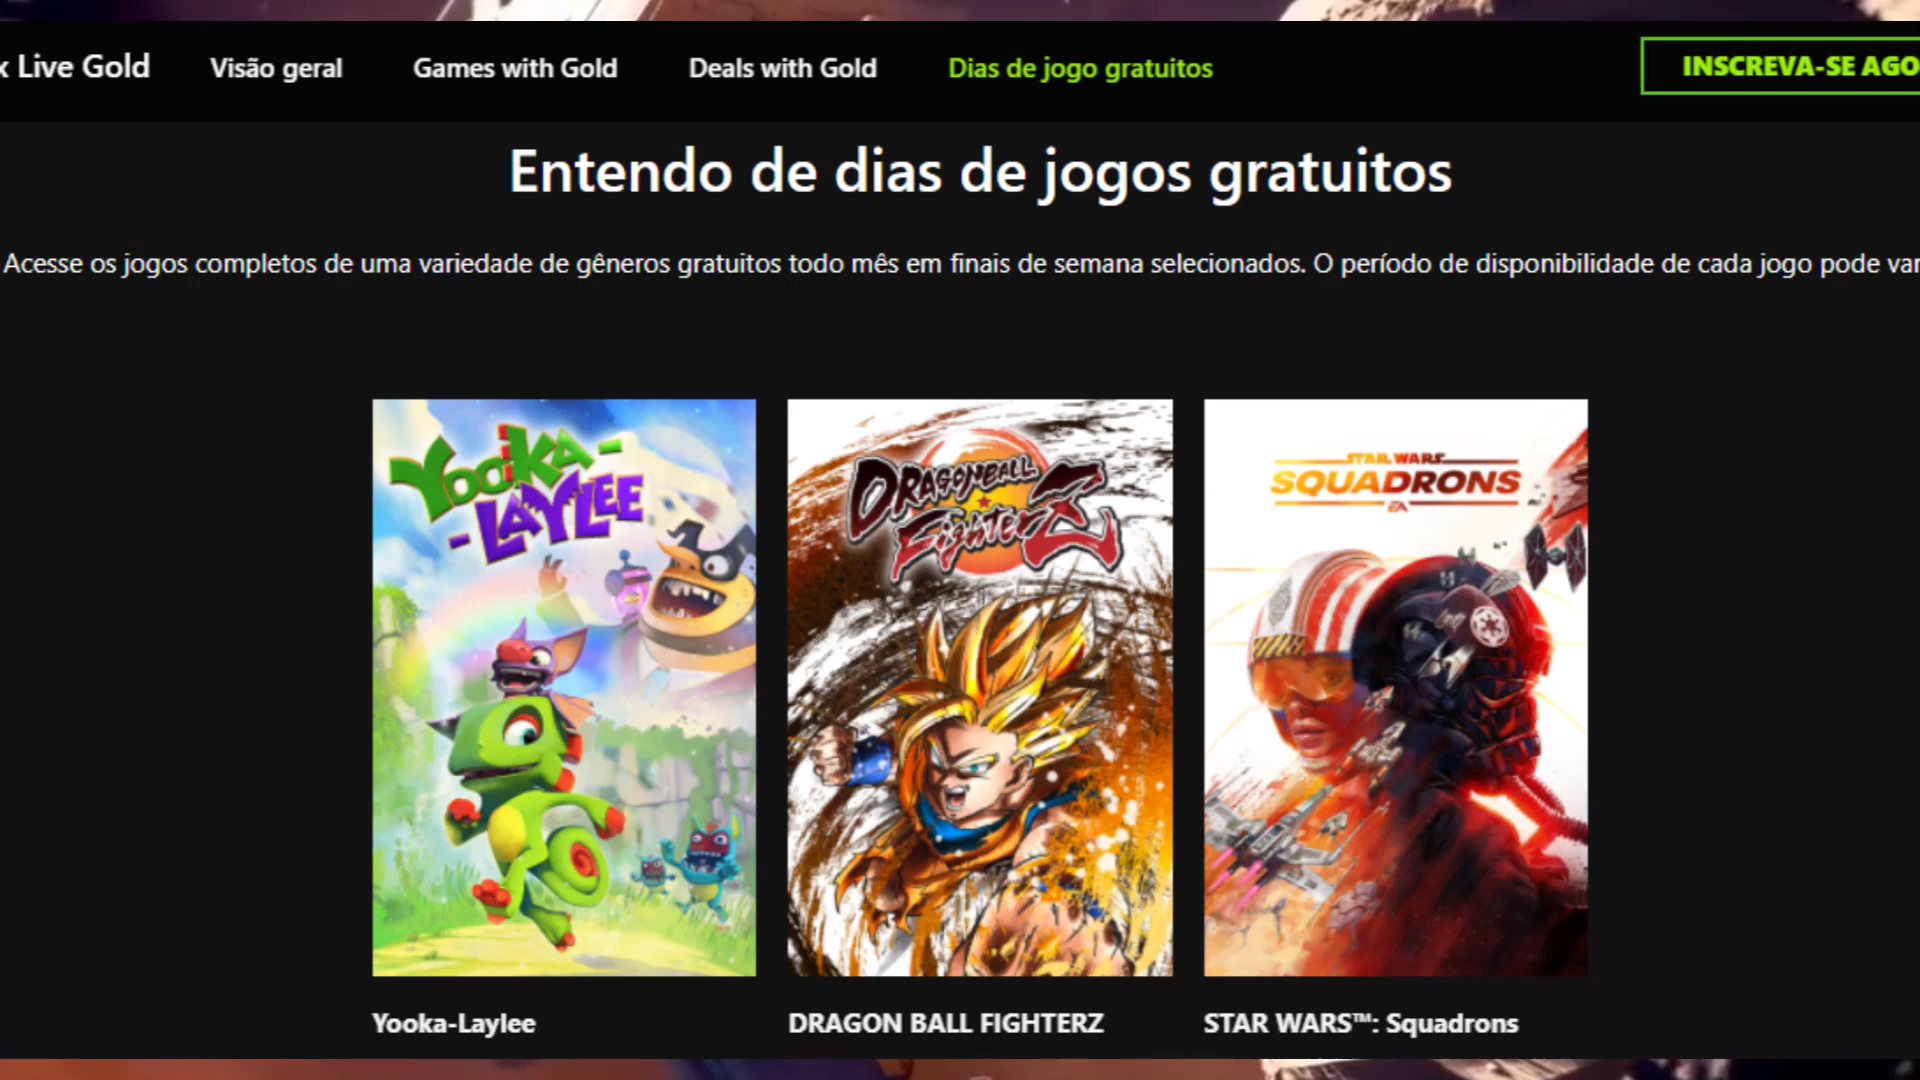 x Live Gold
Visão geral
Games with Gold
Deals with Gold
Dias de jogo gratuitos
INSCREVA-SE AGO
Entendo de dias de jogos gratuitos
Acesse os jogos completos de uma variedade de gêneros gratuitos todo mês em finais de semana selecionados. O período de disponibilidade de cada jogo pode var
YOOKA-
-LAYLEE
DRAGONBALL
FighterZ
STAR WARS
SQUADRONS
EA
Yooka-Laylee
DRAGON BALL FIGHTERZ
STAR WARS™: Squadrons